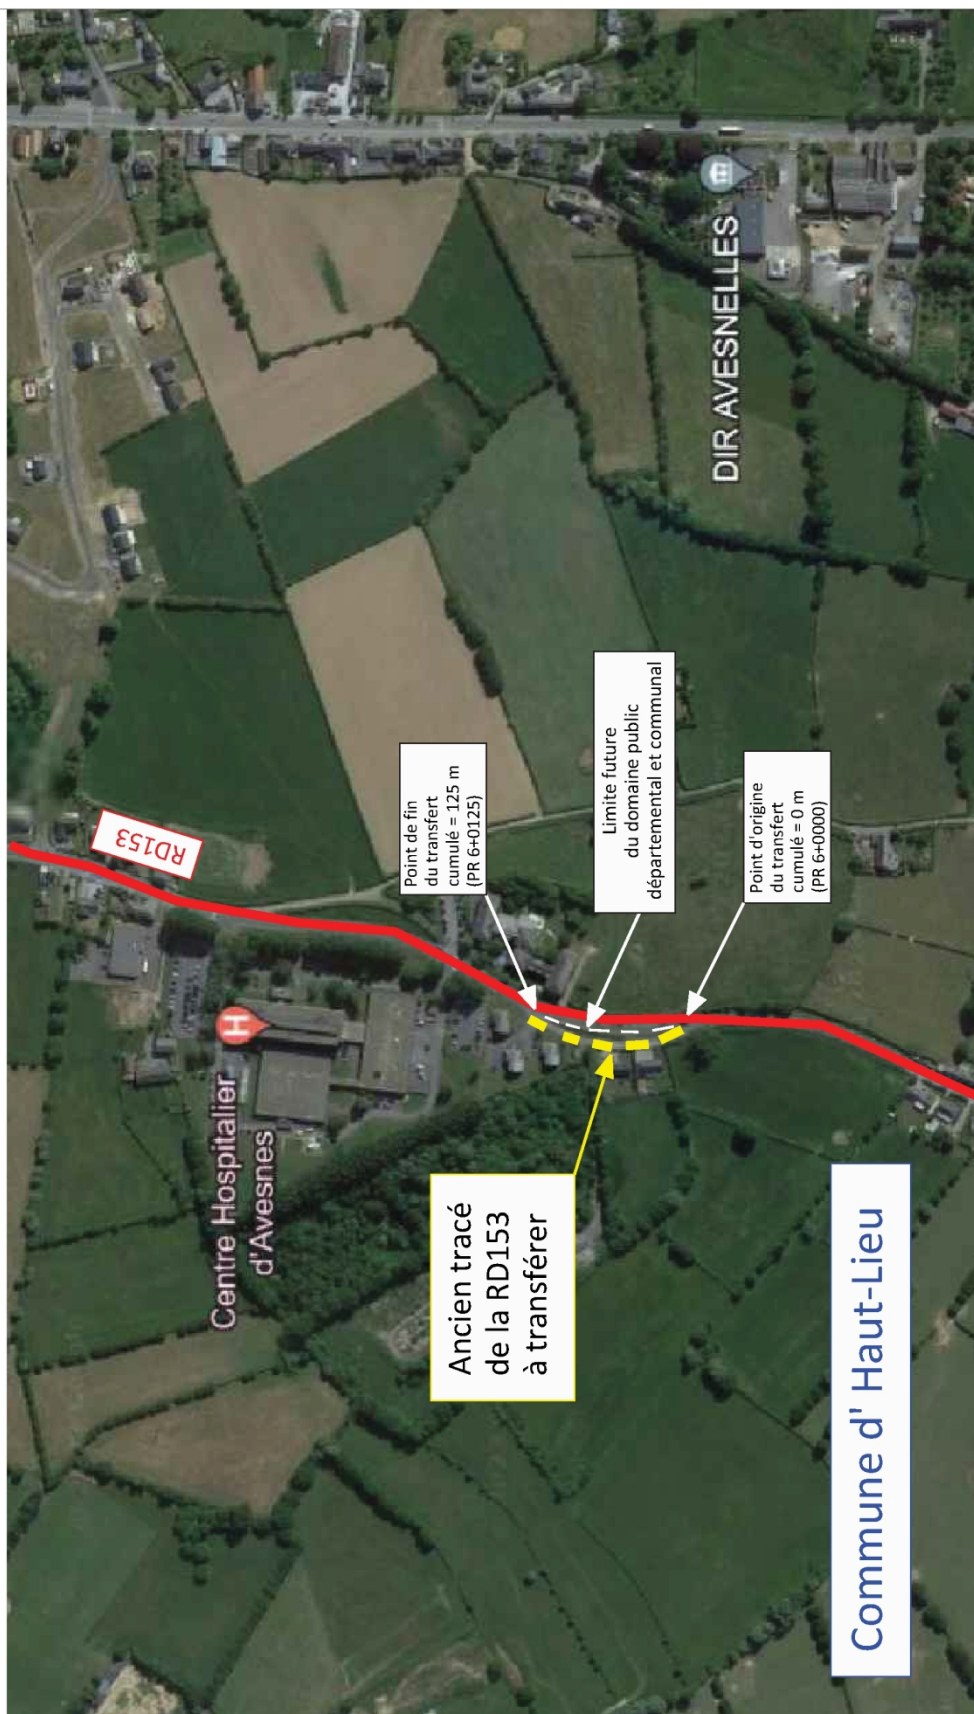 Commune d' Haut-Lieu
Centre Hospitalier
d'Avesnes
Ancien tracé
de la RD153
à transférer
RD153
Point de fin
du transfert
cumulé = 125 m
(PR 6+0125)
Limite future
du domaine public
départemental et communal
Point d'origine
du transfert
cumulé = 0 m
(PR 6+0000)
DIR AVESNELLES
H